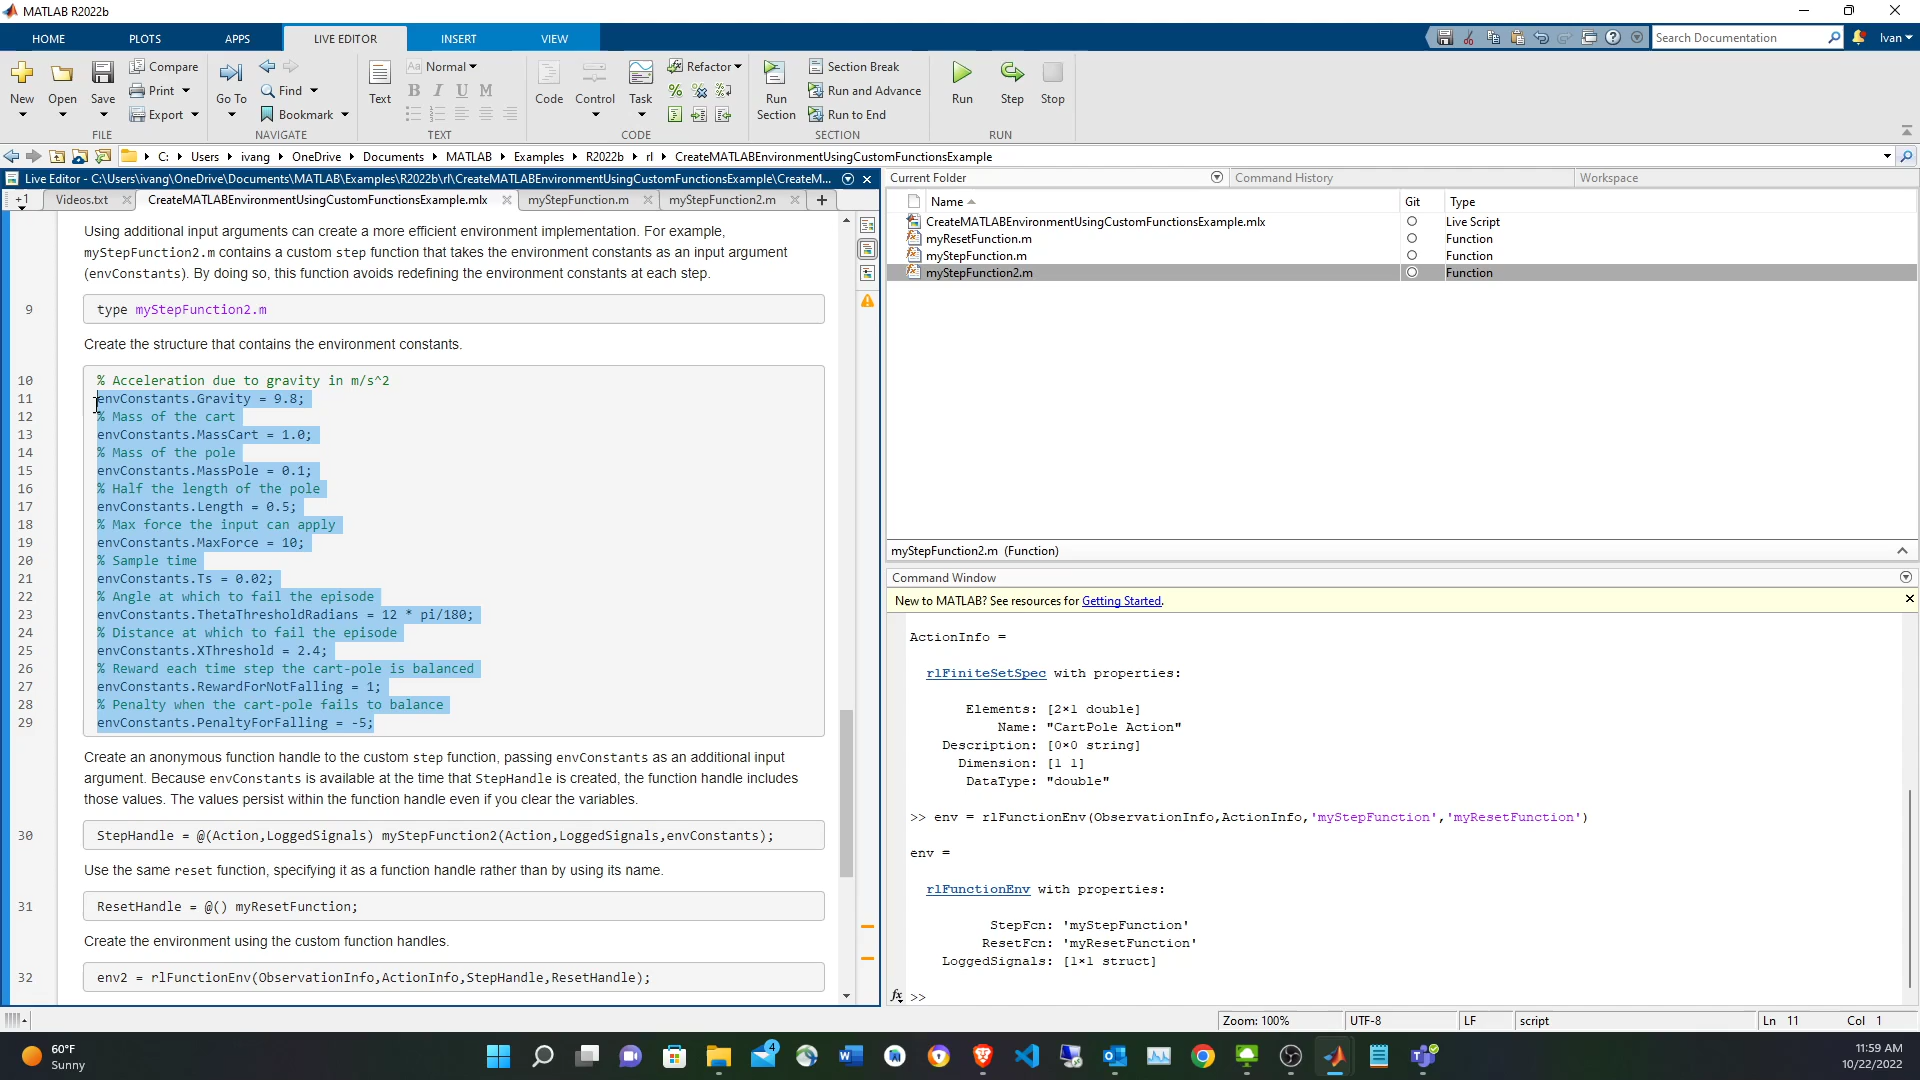 MATLAB R2022b
HOME PLOTS APPS LIVE EDITOR INSERT VIEW
Search Documentation
Ivan
New
Open
Save
Compare
Print
Export
FILE
Go To
Find
Bookmark
NAVIGATE
Text
Aa Normal
B I U M
TEXT
Code
Control
Task
Refactor
CODE
Run
Section
Section Break
Run and Advance
Run to End
SECTION
Run
Step
Stop
RUN
C: Users ivang OneDrive Documents MATLAB Examples R2022b rl CreateMATLABEnvironmentUsingCustomFunctionsExample
Live Editor - C:\Users\ivang\OneDrive\Documents\MATLAB\Examples\R2022b\rl\CreateMATLABEnvironmentUsingCustomFunctionsExample\CreateM...
+1 Videos.txt CreateMATLABEnvironmentUsingCustomFunctionsExample.mlx myStepFunction.m myStepFunction2.m +
Using additional input arguments can create a more efficient environment implementation. For example,
myStepFunction2.m contains a custom step function that takes the environment constants as an input argument
(envConstants). By doing so, this function avoids redefining the environment constants at each step.
9 type myStepFunction2.m
Create the structure that contains the environment constants.
10 % Acceleration due to gravity in m/s^2
11 envConstants.Gravity = 9.8;
12 % Mass of the cart
13 envConstants.MassCart = 1.0;
14 % Mass of the pole
15 envConstants.MassPole = 0.1;
16 % Half the length of the pole
17 envConstants.Length = 0.5;
18 % Max force the input can apply
19 envConstants.MaxForce = 10;
20 % Sample time
21 envConstants.Ts = 0.02;
22 % Angle at which to fail the episode
23 envConstants.ThetaThresholdRadians = 12 * pi/180;
24 % Distance at which to fail the episode
25 envConstants.XThreshold = 2.4;
26 % Reward each time step the cart-pole is balanced
27 envConstants.RewardForNotFalling = 1;
28 % Penalty when the cart-pole fails to balance
29 envConstants.PenaltyForFalling = -5;
Create an anonymous function handle to the custom step function, passing envConstants as an additional input
argument. Because envConstants is available at the time that StepHandle is created, the function handle includes
those values. The values persist within the function handle even if you clear the variables.
30 StepHandle = @(Action,LoggedSignals) myStepFunction2(Action,LoggedSignals,envConstants);
Use the same reset function, specifying it as a function handle rather than by using its name.
31 ResetHandle = @() myResetFunction;
Create the environment using the custom function handles.
32 env2 = rlFunctionEnv(ObservationInfo,ActionInfo,StepHandle,ResetHandle);
Current Folder Command History Workspace
Name Git Type
CreateMATLABEnvironmentUsingCustomFunctionsExample.mlx Live Script
myResetFunction.m Function
myStepFunction.m Function
myStepFunction2.m Function
myStepFunction2.m (Function)
Command Window
New to MATLAB? See resources for Getting Started.
ActionInfo =
rlFiniteSetSpec with properties:
Elements: [2×1 double]
Name: "CartPole Action"
Description: [0×0 string]
Dimension: [1 1]
DataType: "double"
>> env = rlFunctionEnv(ObservationInfo,ActionInfo,'myStepFunction','myResetFunction')
env =
rlFunctionEnv with properties:
StepFcn: 'myStepFunction'
ResetFcn: 'myResetFunction'
LoggedSignals: [1×1 struct]
fx >>
Zoom: 100% UTF-8 LF script Ln 11 Col 1
60°F
Sunny
4
11:59 AM
10/22/2022